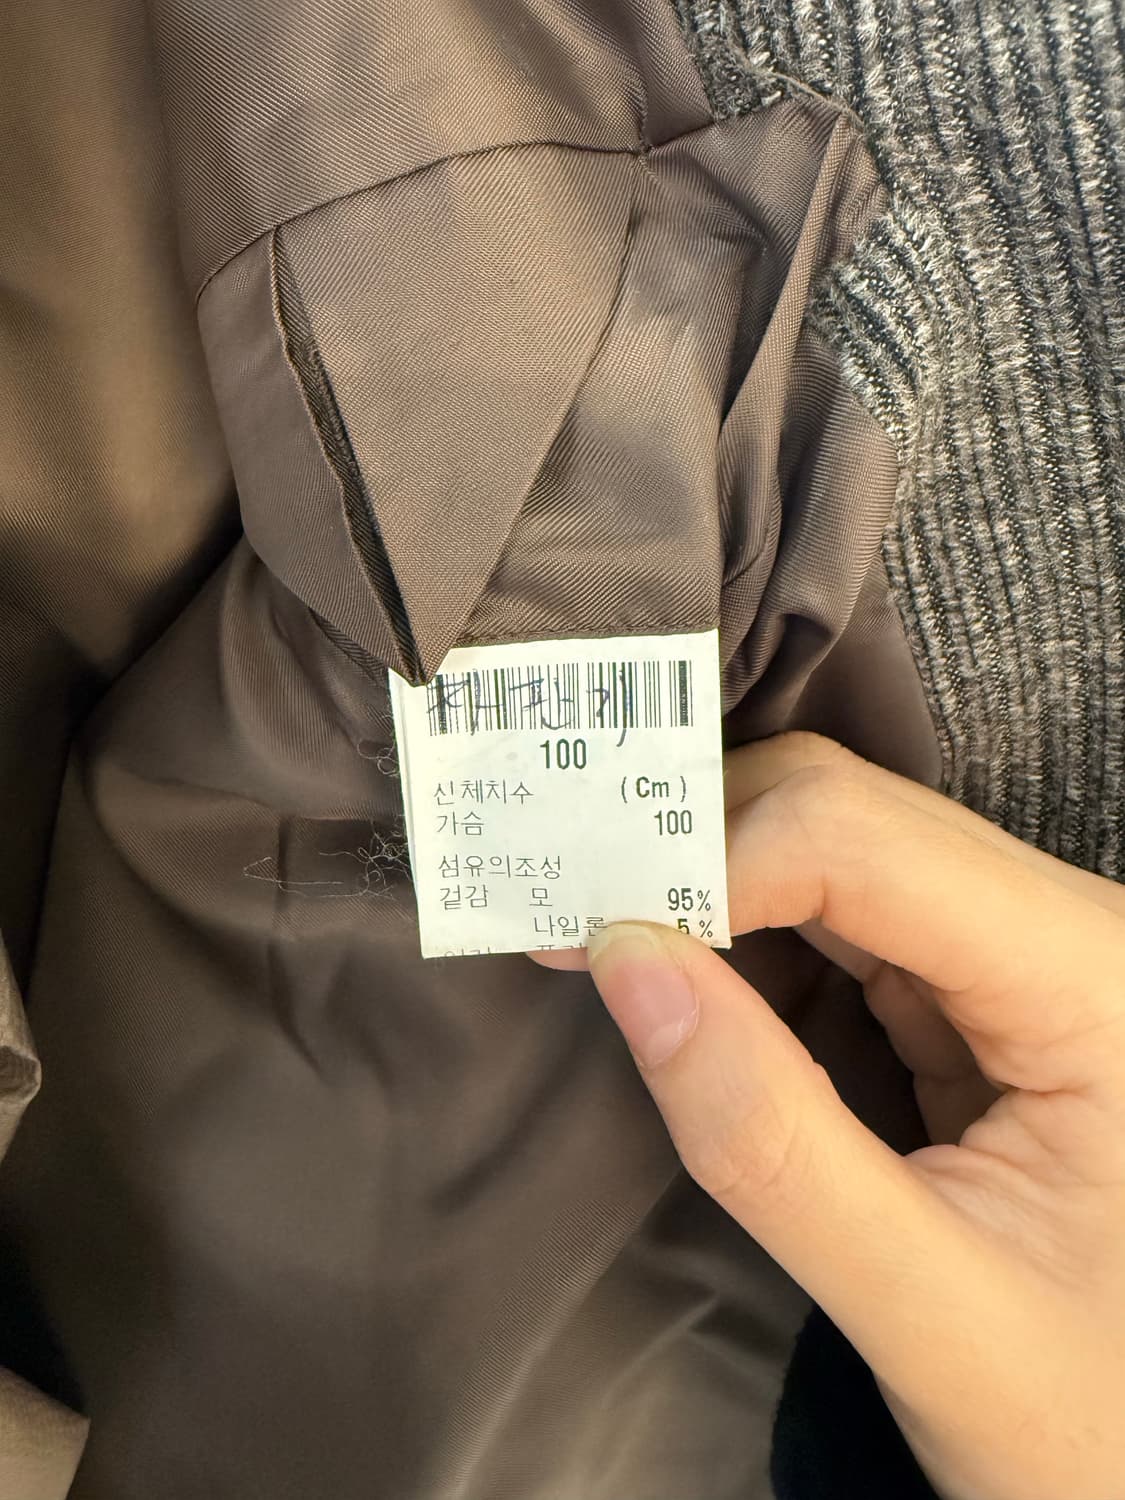 100
신체치수 (Cm)
가슴 100
섬유의조성
겉감 모 95%
나일론 5%